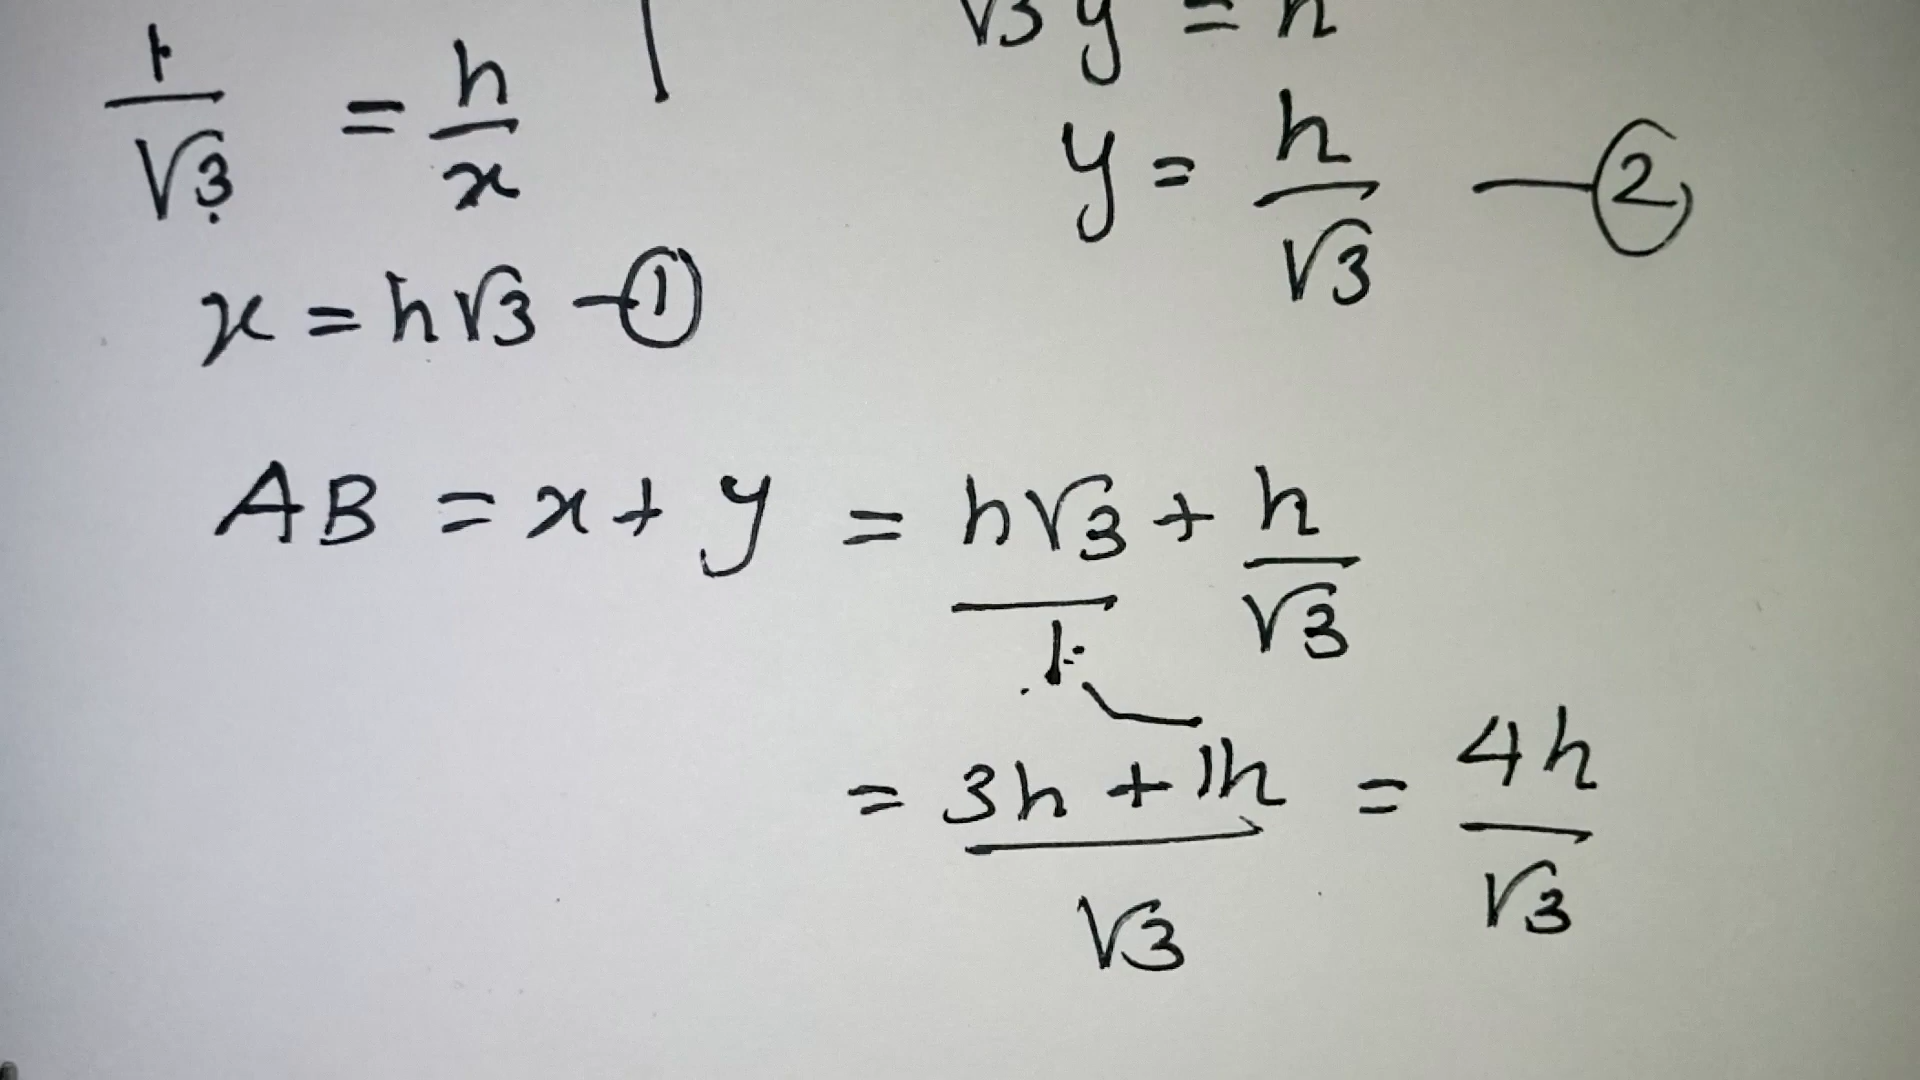 1/√3 = h/x
√3 y = h
y = h/√3 —②
x = h√3 —①
AB = x + y = h√3/1 + h/√3
= (3h + 1h)/√3 = 4h/√3